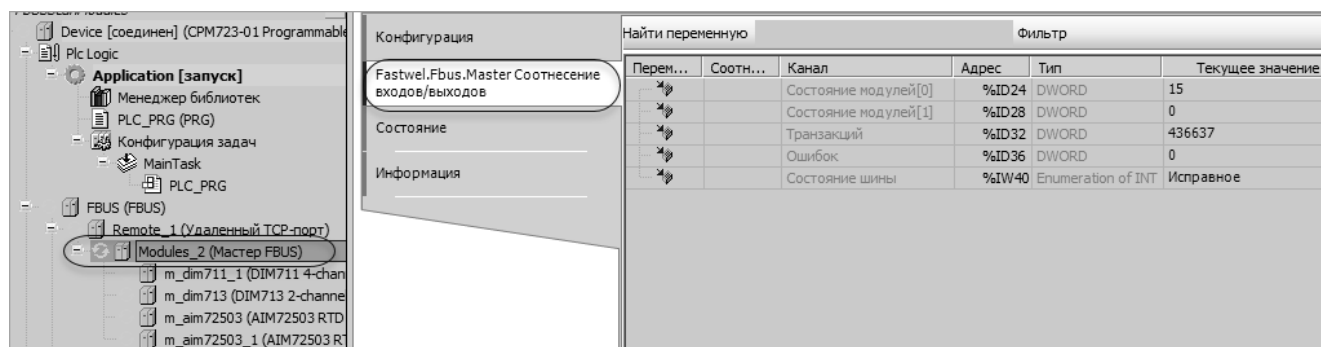 Device [соединен] (CPM723-01 Programmable
Plc Logic
Application [запуск]
Менеджер библиотек
PLC_PRG (PRG)
Конфигурация задач
MainTask
PLC_PRG
FBUS (FBUS)
Remote_1 (Удаленный TCP-порт)
Modules_2 (Мастер FBUS)
m_dim711_1 (DIM711 4-chan
m_dim713 (DIM713 2-channe
m_aim72503 (AIM72503 RTD
m_aim72503_1 (AIM72503 RT
Конфигурация
Fastwel.Fbus.Master Соотнесение
входов/выходов
Состояние
Информация
Найти переменную Фильтр
Перем... Соотн... Канал Адрес Тип Текущее значение
Состояние модулей[0] %ID24 DWORD 15
Состояние модулей[1] %ID28 DWORD 0
Транзакций %ID32 DWORD 436637
Ошибок %ID36 DWORD 0
Состояние шины %IW40 Enumeration of INT Исправное